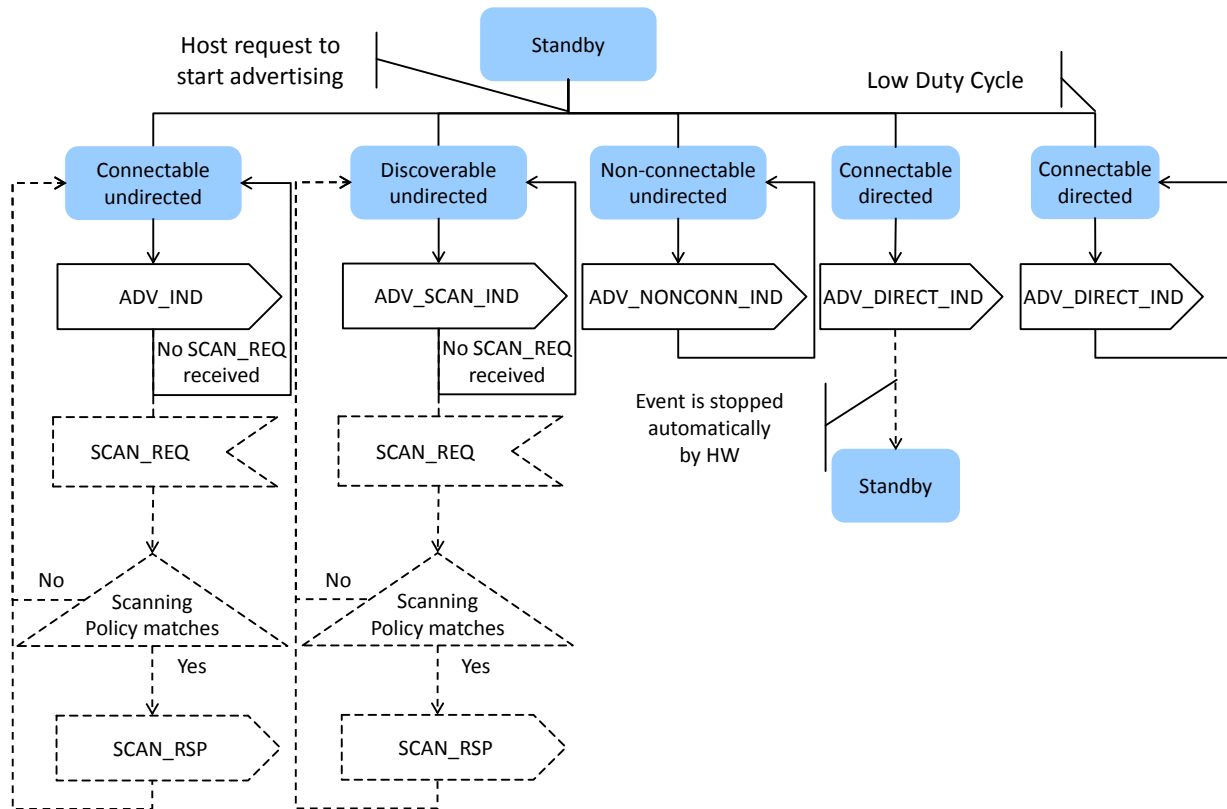 Host request to
start advertising
Standby
Low Duty Cycle
Connectable
undirected
Discoverable
undirected
Non-connectable
undirected
Connectable
directed
Connectable
directed
ADV_IND
ADV_SCAN_IND
ADV_NONCONN_IND
ADV_DIRECT_IND
ADV_DIRECT_IND
No SCAN_REQ
received
No SCAN_REQ
received
Event is stopped
automatically
by HW
SCAN_REQ
SCAN_REQ
Standby
No
Scanning
Policy matches
No
Scanning
Policy matches
Yes
Yes
SCAN_RSP
SCAN_RSP